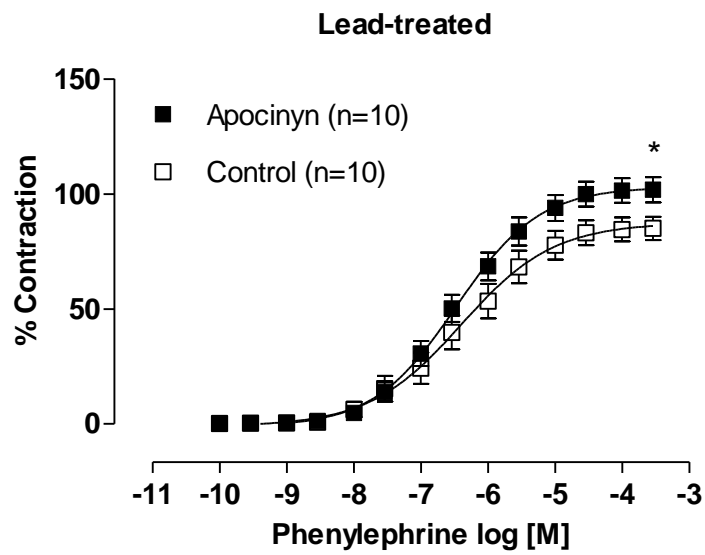 Lead-treated
150
Apocinyn (n=10)
*
Control (n=10)
100
% Contraction
50
0
-11 -10 -9 -8 -7 -6 -5 -4 -3
Phenylephrine log [M]